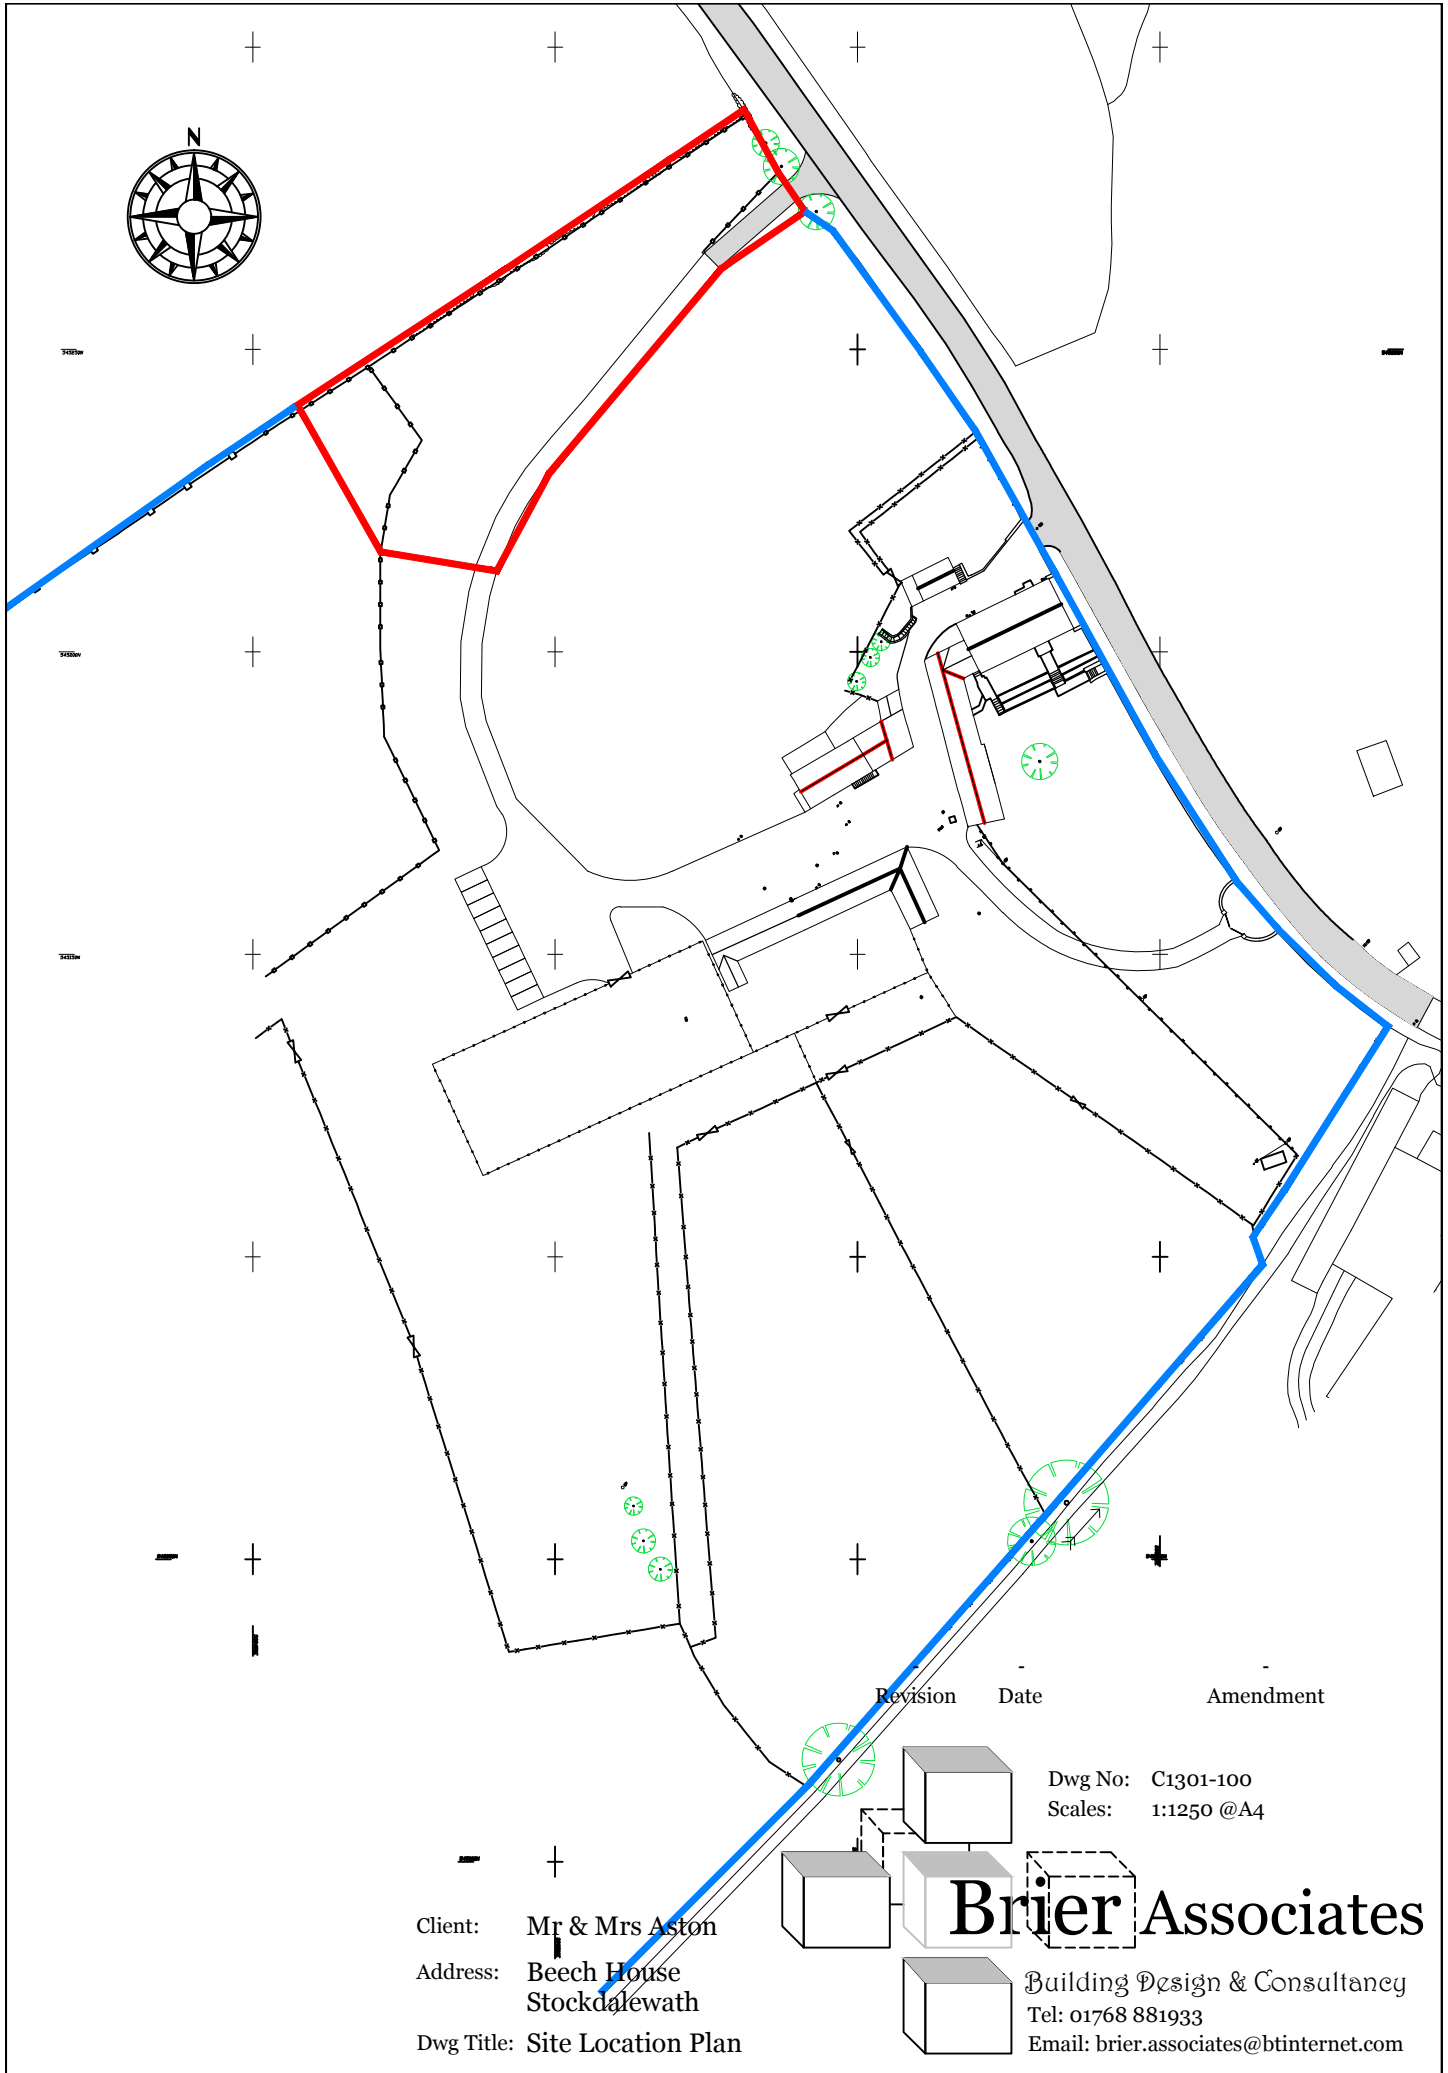 N
Revision Date Amendment
Dwg No: C1301-100
Scales: 1:1250 @A4
Brier Associates
Building Design & Consultancy
Tel: 01768 881933
Email: brier.associates@btinternet.com
Client: Mr & Mrs Aston
Address: Beech House
Stockdalewath
Dwg Title: Site Location Plan